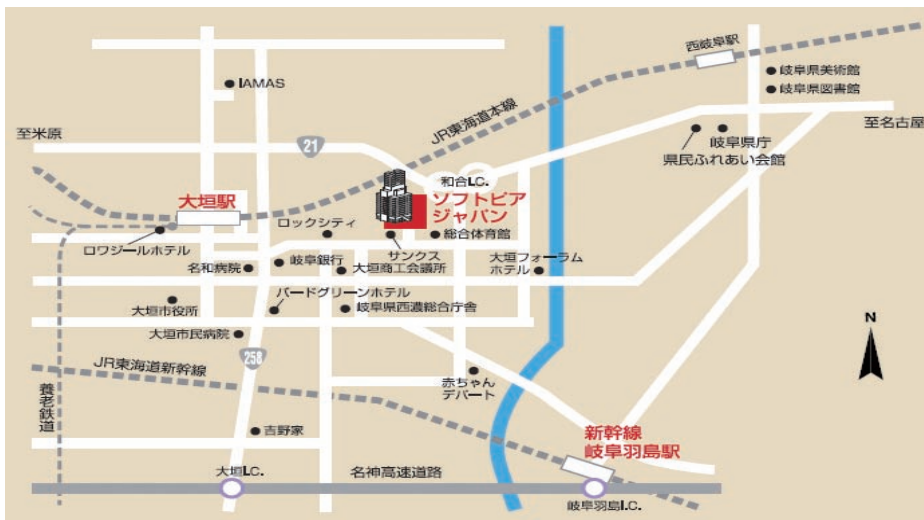 西岐阜駅
岐阜県美術館
岐阜県図書館
IAMAS
JR東海道本線
至米原
21
至名古屋
岐阜県庁
県民ふれあい会館
和合I.C.
大垣駅
ソフトピア
ジャパン
ロックシティ
総合体育館
ロワジールホテル
岐阜銀行
サンクス
大垣商工会議所
大垣フォーラム
ホテル
名和病院
バードグリーンホテル
大垣市役所
岐阜県西濃総合庁舎
大垣市民病院
N
258
JR東海道新幹線
赤ちゃん
デパート
養老鉄道
吉野家
新幹線
岐阜羽島駅
大垣I.C.
名神高速道路
岐阜羽島I.C.